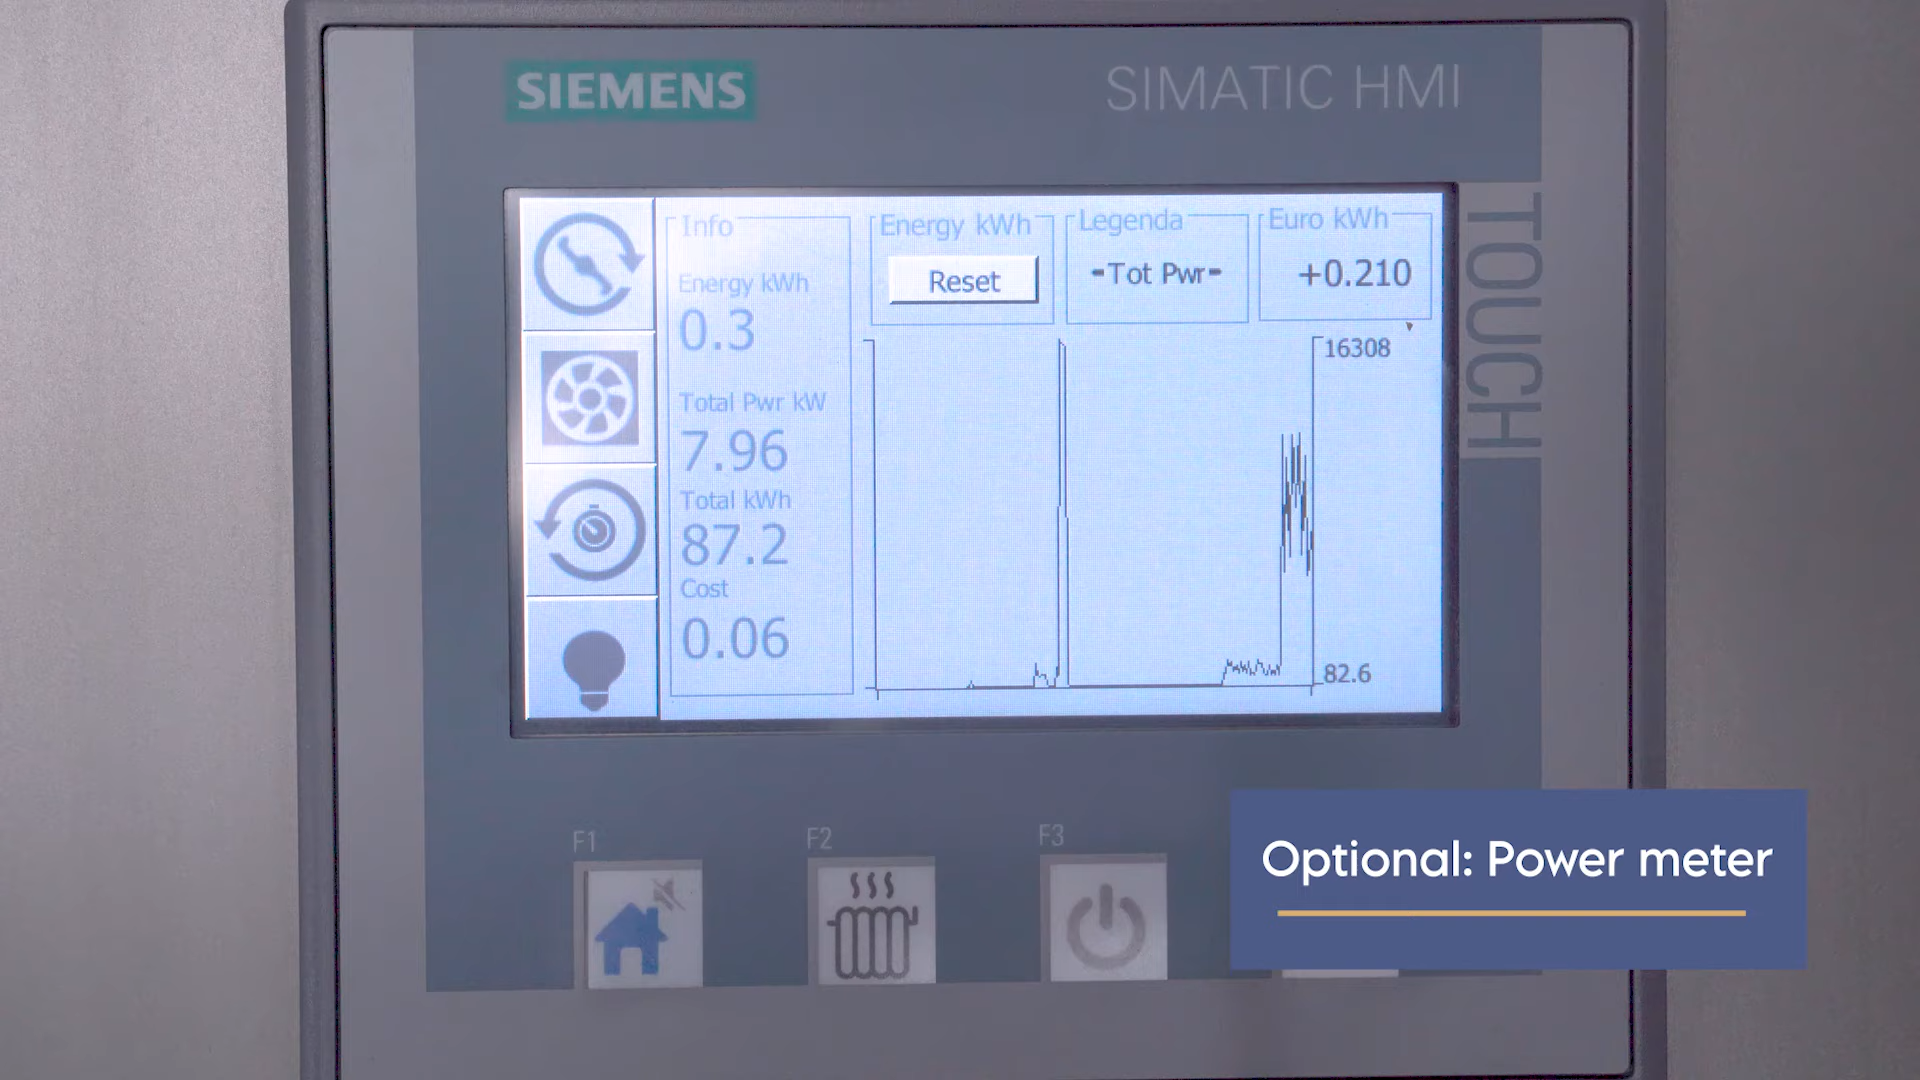 SIEMENS
SIMATIC HMI
TOUCH
Info
Energy kWh
0.3
Total Pwr kW
7.96
Total kWh
87.2
Cost
0.06
Energy kWh
Reset
Legenda
-Tot Pwr-
Euro kWh
+0.210
16308
82.6
F1
F2
F3
Optional: Power meter